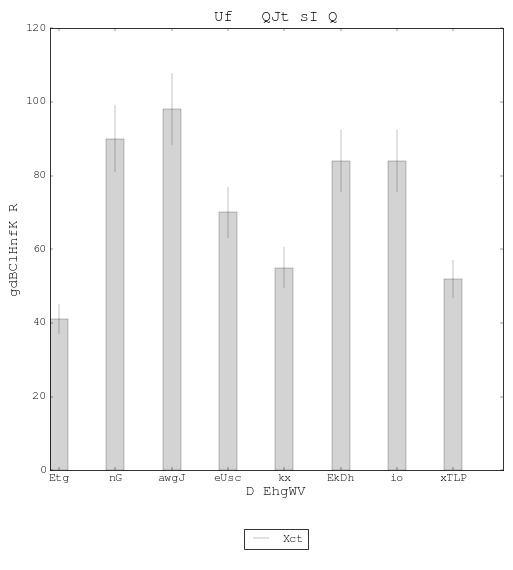 Uf   QJt sI Q
120
100
80
60
40
20
0
gdBClHnfK R
Etg nG awgJ eUsc kx EkDh io xTLP
D EhgWV
Xct